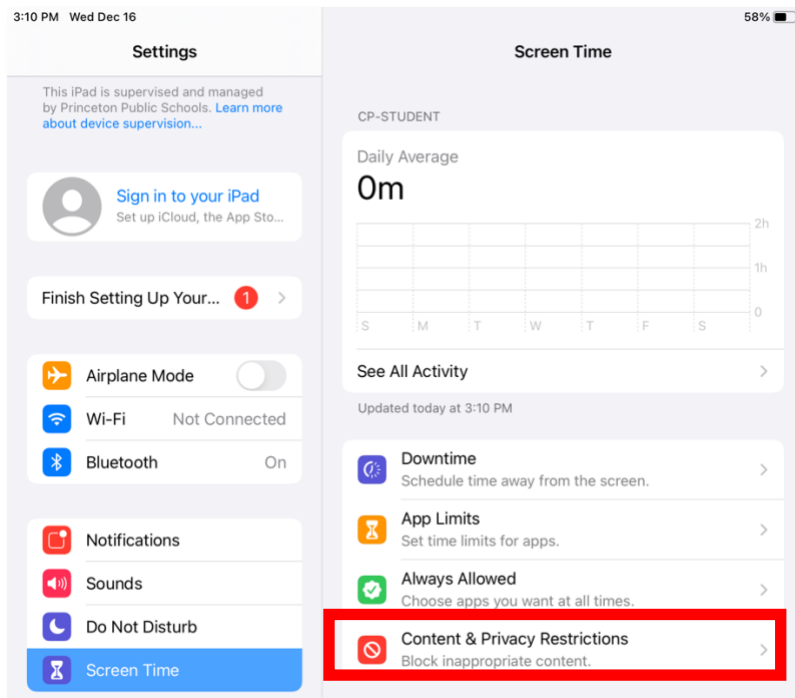 3:10 PM Wed Dec 16
58%
Settings
This iPad is supervised and managed
by Princeton Public Schools. Learn more
about device supervision...
Sign in to your iPad
Set up iCloud, the App Sto...
Finish Setting Up Your...
1
Airplane Mode
Wi-Fi Not Connected
Bluetooth On
Notifications
Sounds
Do Not Disturb
Screen Time
Screen Time
CP-STUDENT
Daily Average
0m
2h
1h
0
S M T W T F S
See All Activity
Updated today at 3:10 PM
Downtime
Schedule time away from the screen.
App Limits
Set time limits for apps.
Always Allowed
Choose apps you want at all times.
Content & Privacy Restrictions
Block inappropriate content.